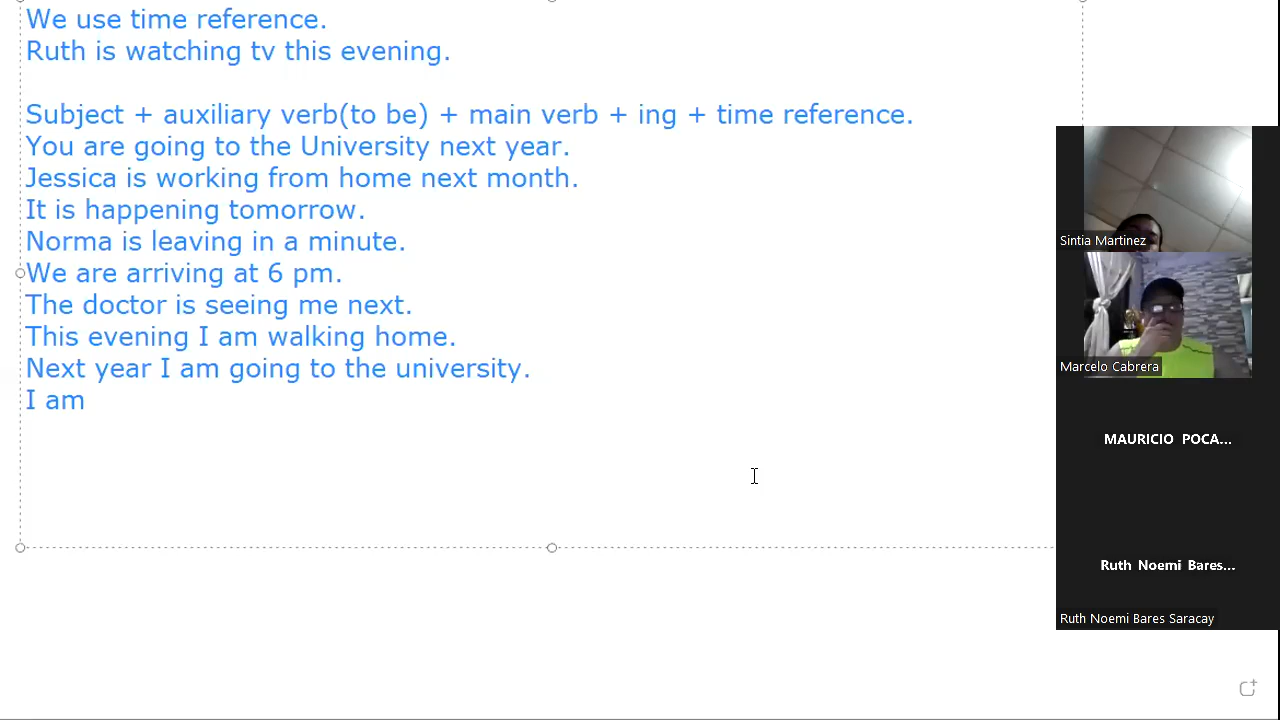 We use time reference.
Ruth is watching tv this evening.
Subject + auxiliary verb(to be) + main verb + ing + time reference.
You are going to the University next year.
Jessica is working from home next month.
It is happening tomorrow.
Norma is leaving in a minute.
We are arriving at 6 pm.
The doctor is seeing me next.
This evening I am walking home.
Next year I am going to the university.
I am
Sintia Martinez
Marcelo Cabrera
MAURICIO POCA...
Ruth Noemi Bares...
Ruth Noemi Bares Saracay